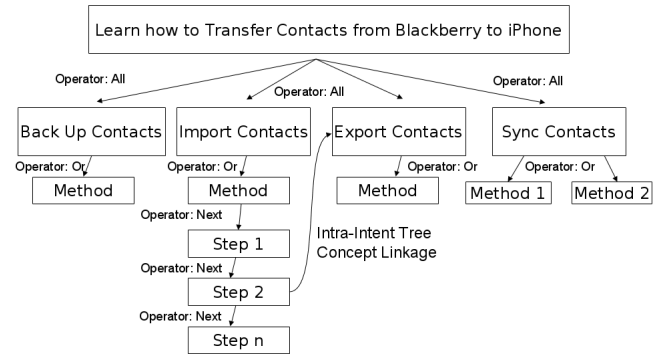 Learn how to Transfer Contacts from Blackberry to iPhone
Operator: All
Operator: All
Operator: All
Back Up Contacts
Import Contacts
Export Contacts
Sync Contacts
Operator: Or
Operator: Or
Operator: Or
Operator: Or
Method
Method
Method
Method 1
Method 2
Operator: Next
Step 1
Intra-Intent Tree
Concept Linkage
Operator: Next
Step 2
Operator: Next
Step n